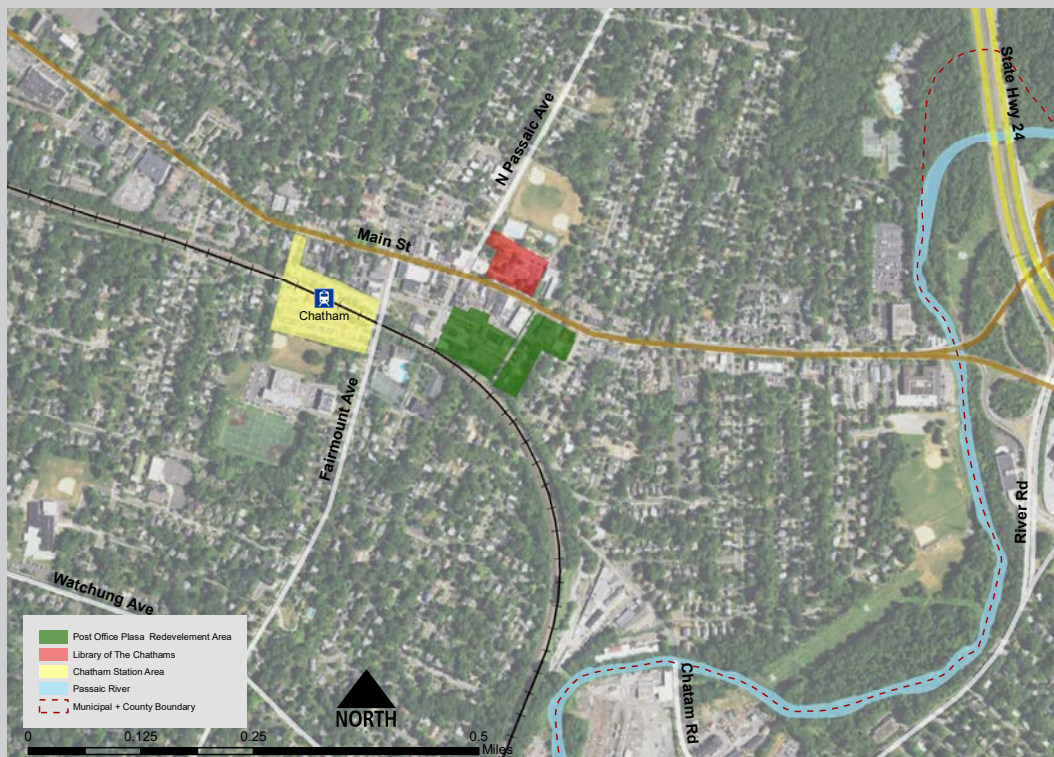 State Hwy 24
N Passaic Ave
Main St
Chatham
Fairmount Ave
River Rd
Watchung Ave
Post Office Plasa Redevelement Area
Library of The Chathams
Chatham Station Area
Passaic River
Municipal + County Boundary
NORTH
Chatam Rd
0 0.125 0.25 0.5
Miles